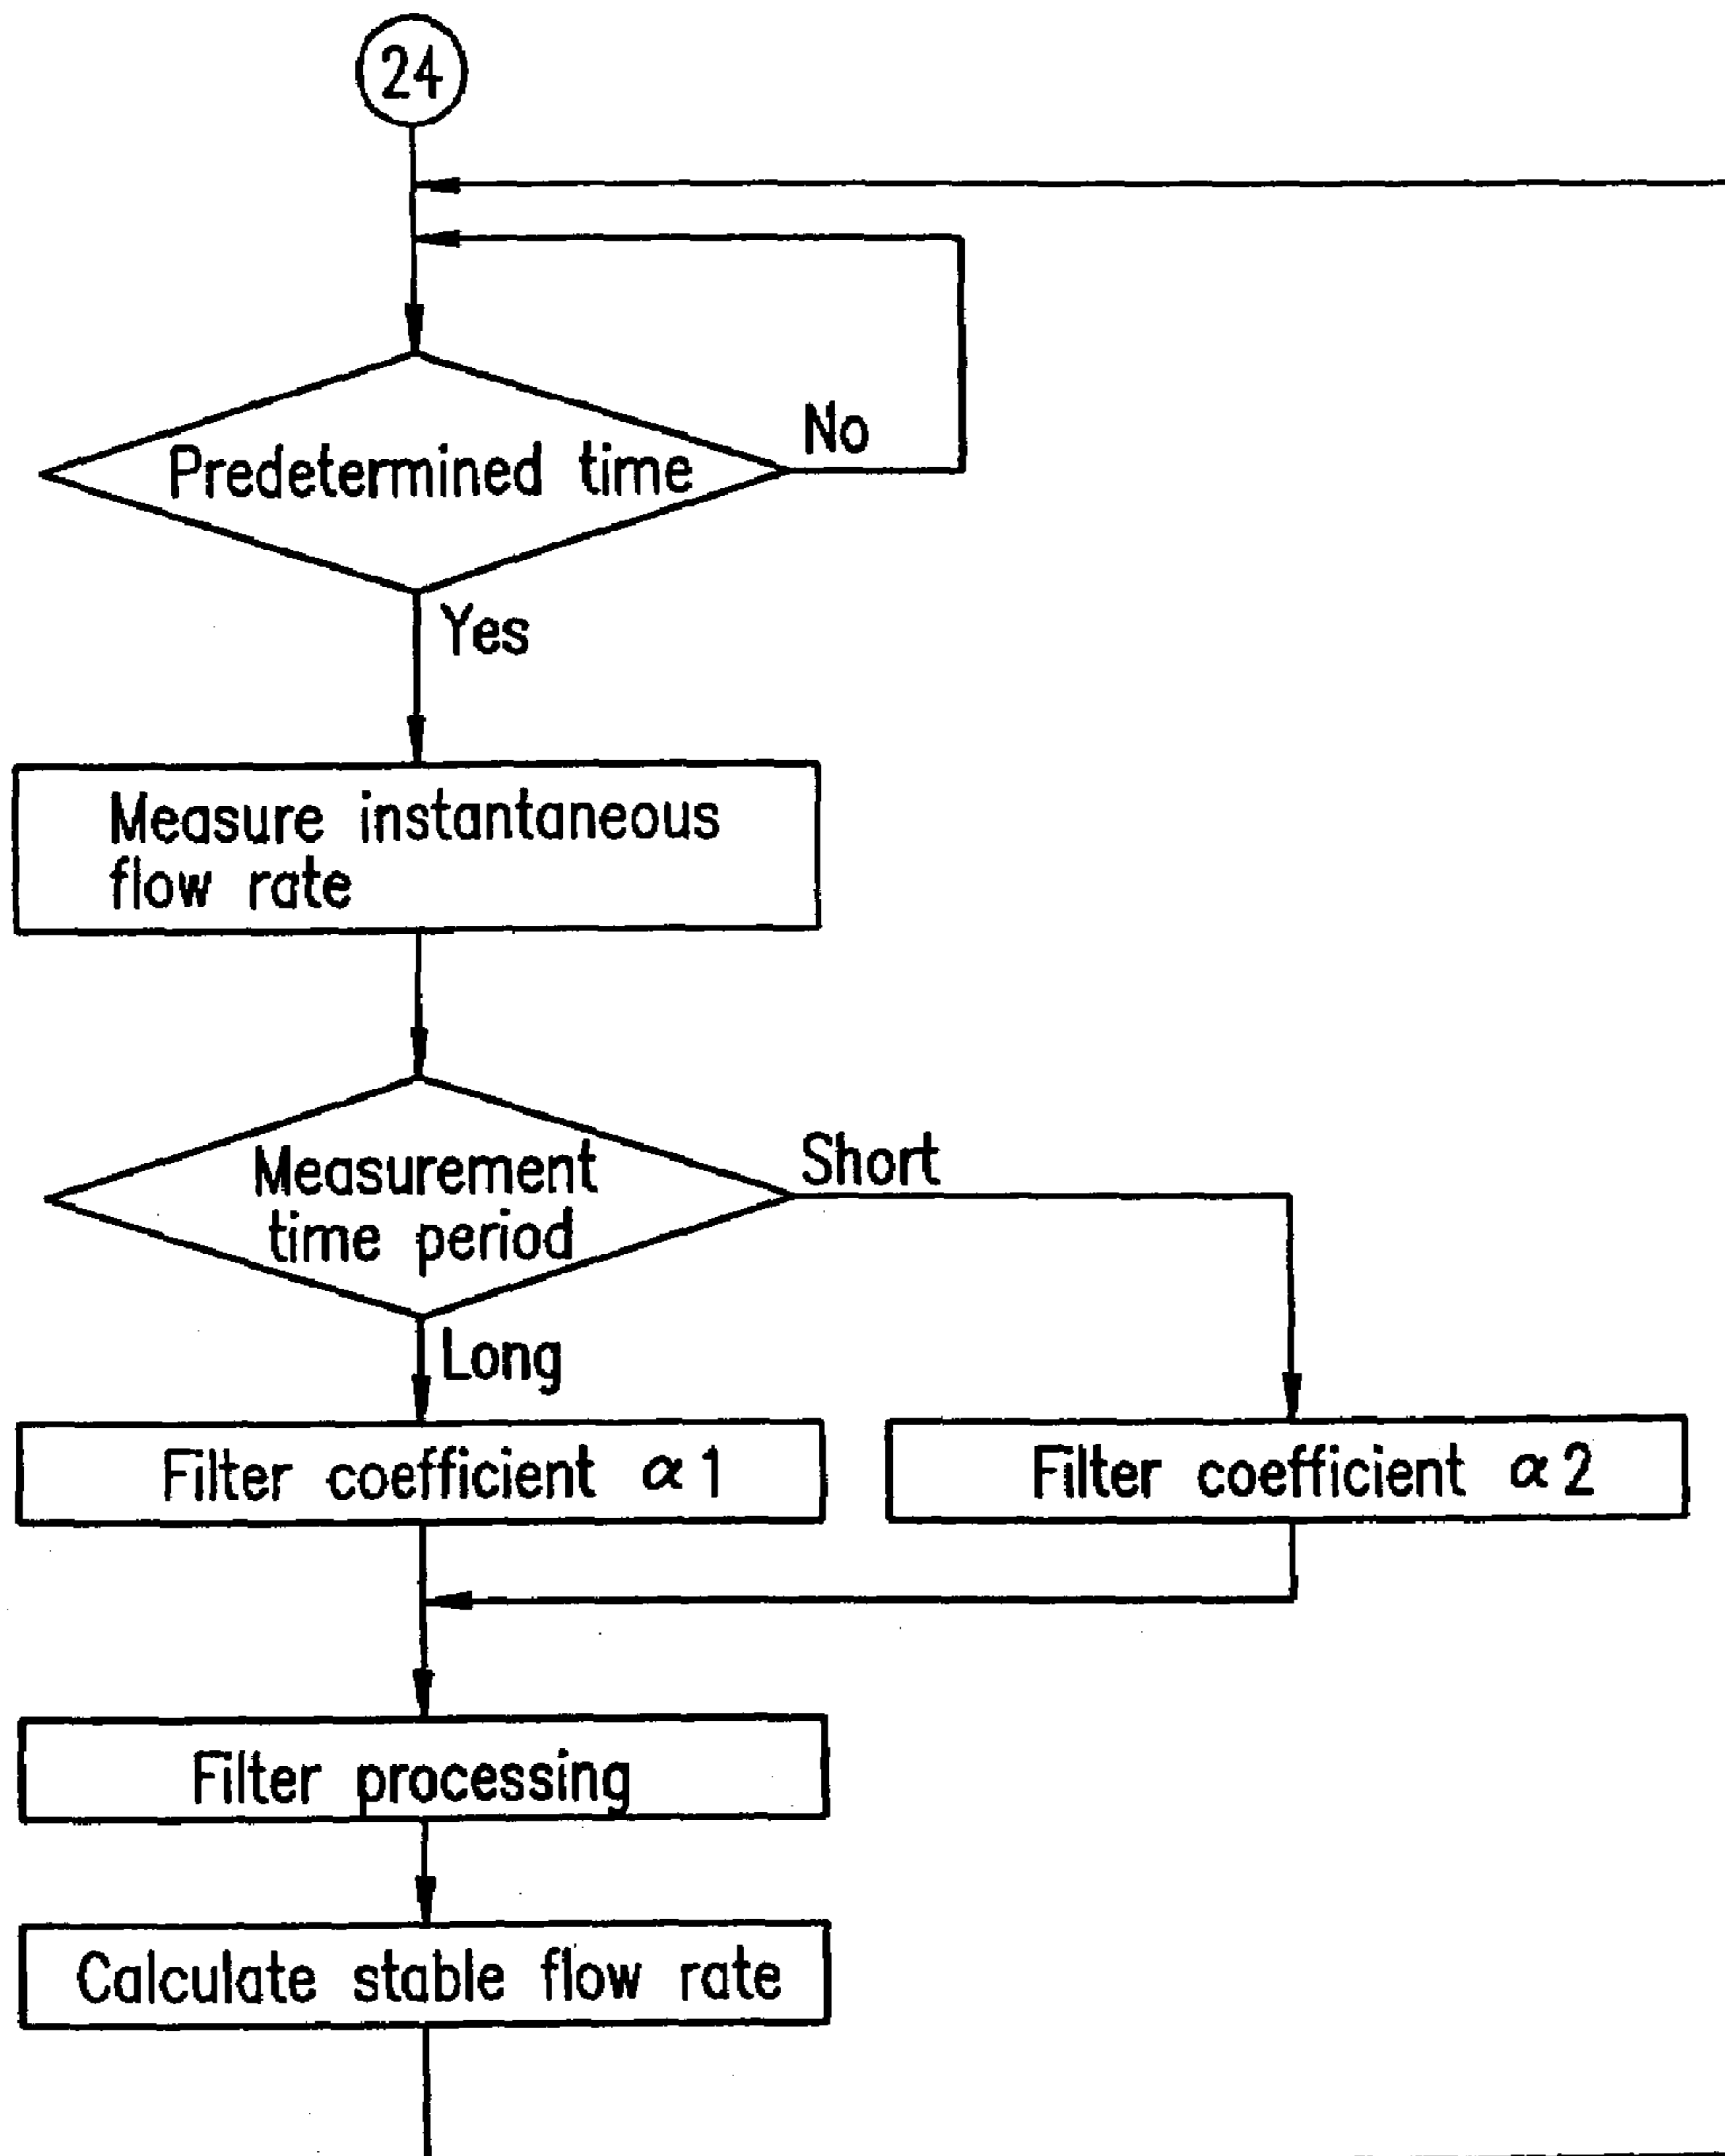 24
No
Predetermined time
Yes
Measure instantaneous
flow rate
Short
Measurement
time period
Long
Filter coefficient α1
Filter coefficient α2
Filter processing
Calculate stable flow rate